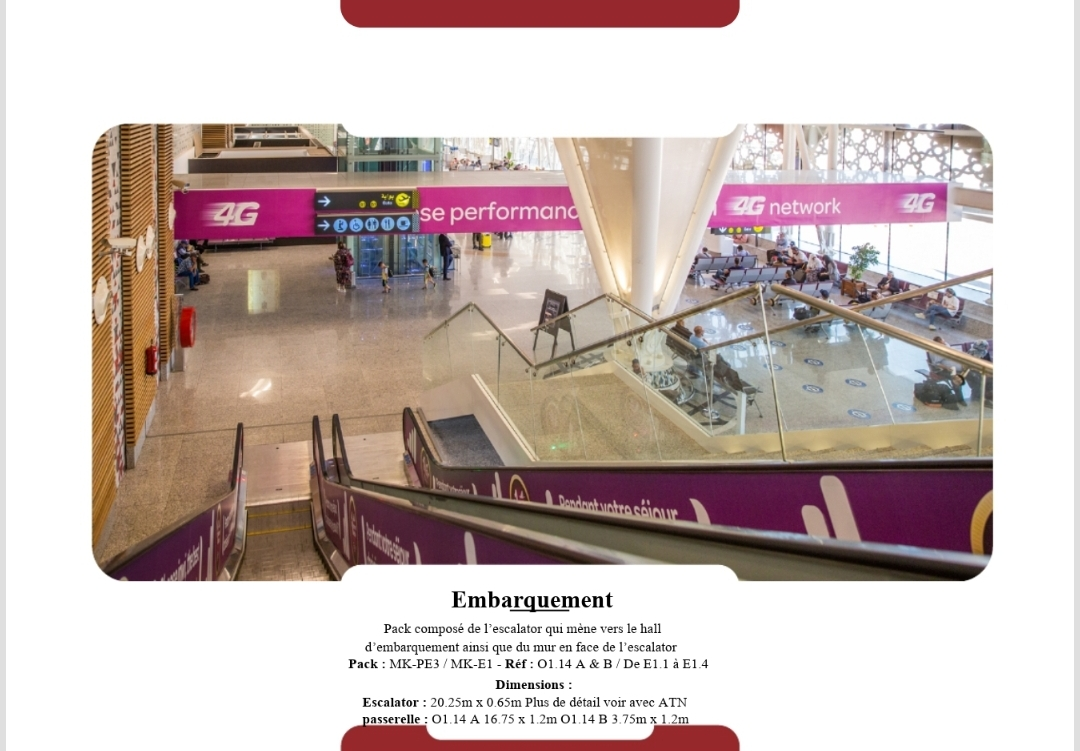 4G
se performanc
4G network
4G
Pendant votre séjour
Pendant votre séjour
Embarquement
Pack composé de l’escalator qui mène vers le hall
d’embarquement ainsi que du mur en face de l’escalator
Pack : MK-PE3 / MK-E1 - Réf : O1.14 A & B / De E1.1 à E1.4
Dimensions :
Escalator : 20.25m x 0.65m Plus de détail voir avec ATN
passerelle : O1.14 A 16.75 x 1.2m O1.14 B 3.75m x 1.2m